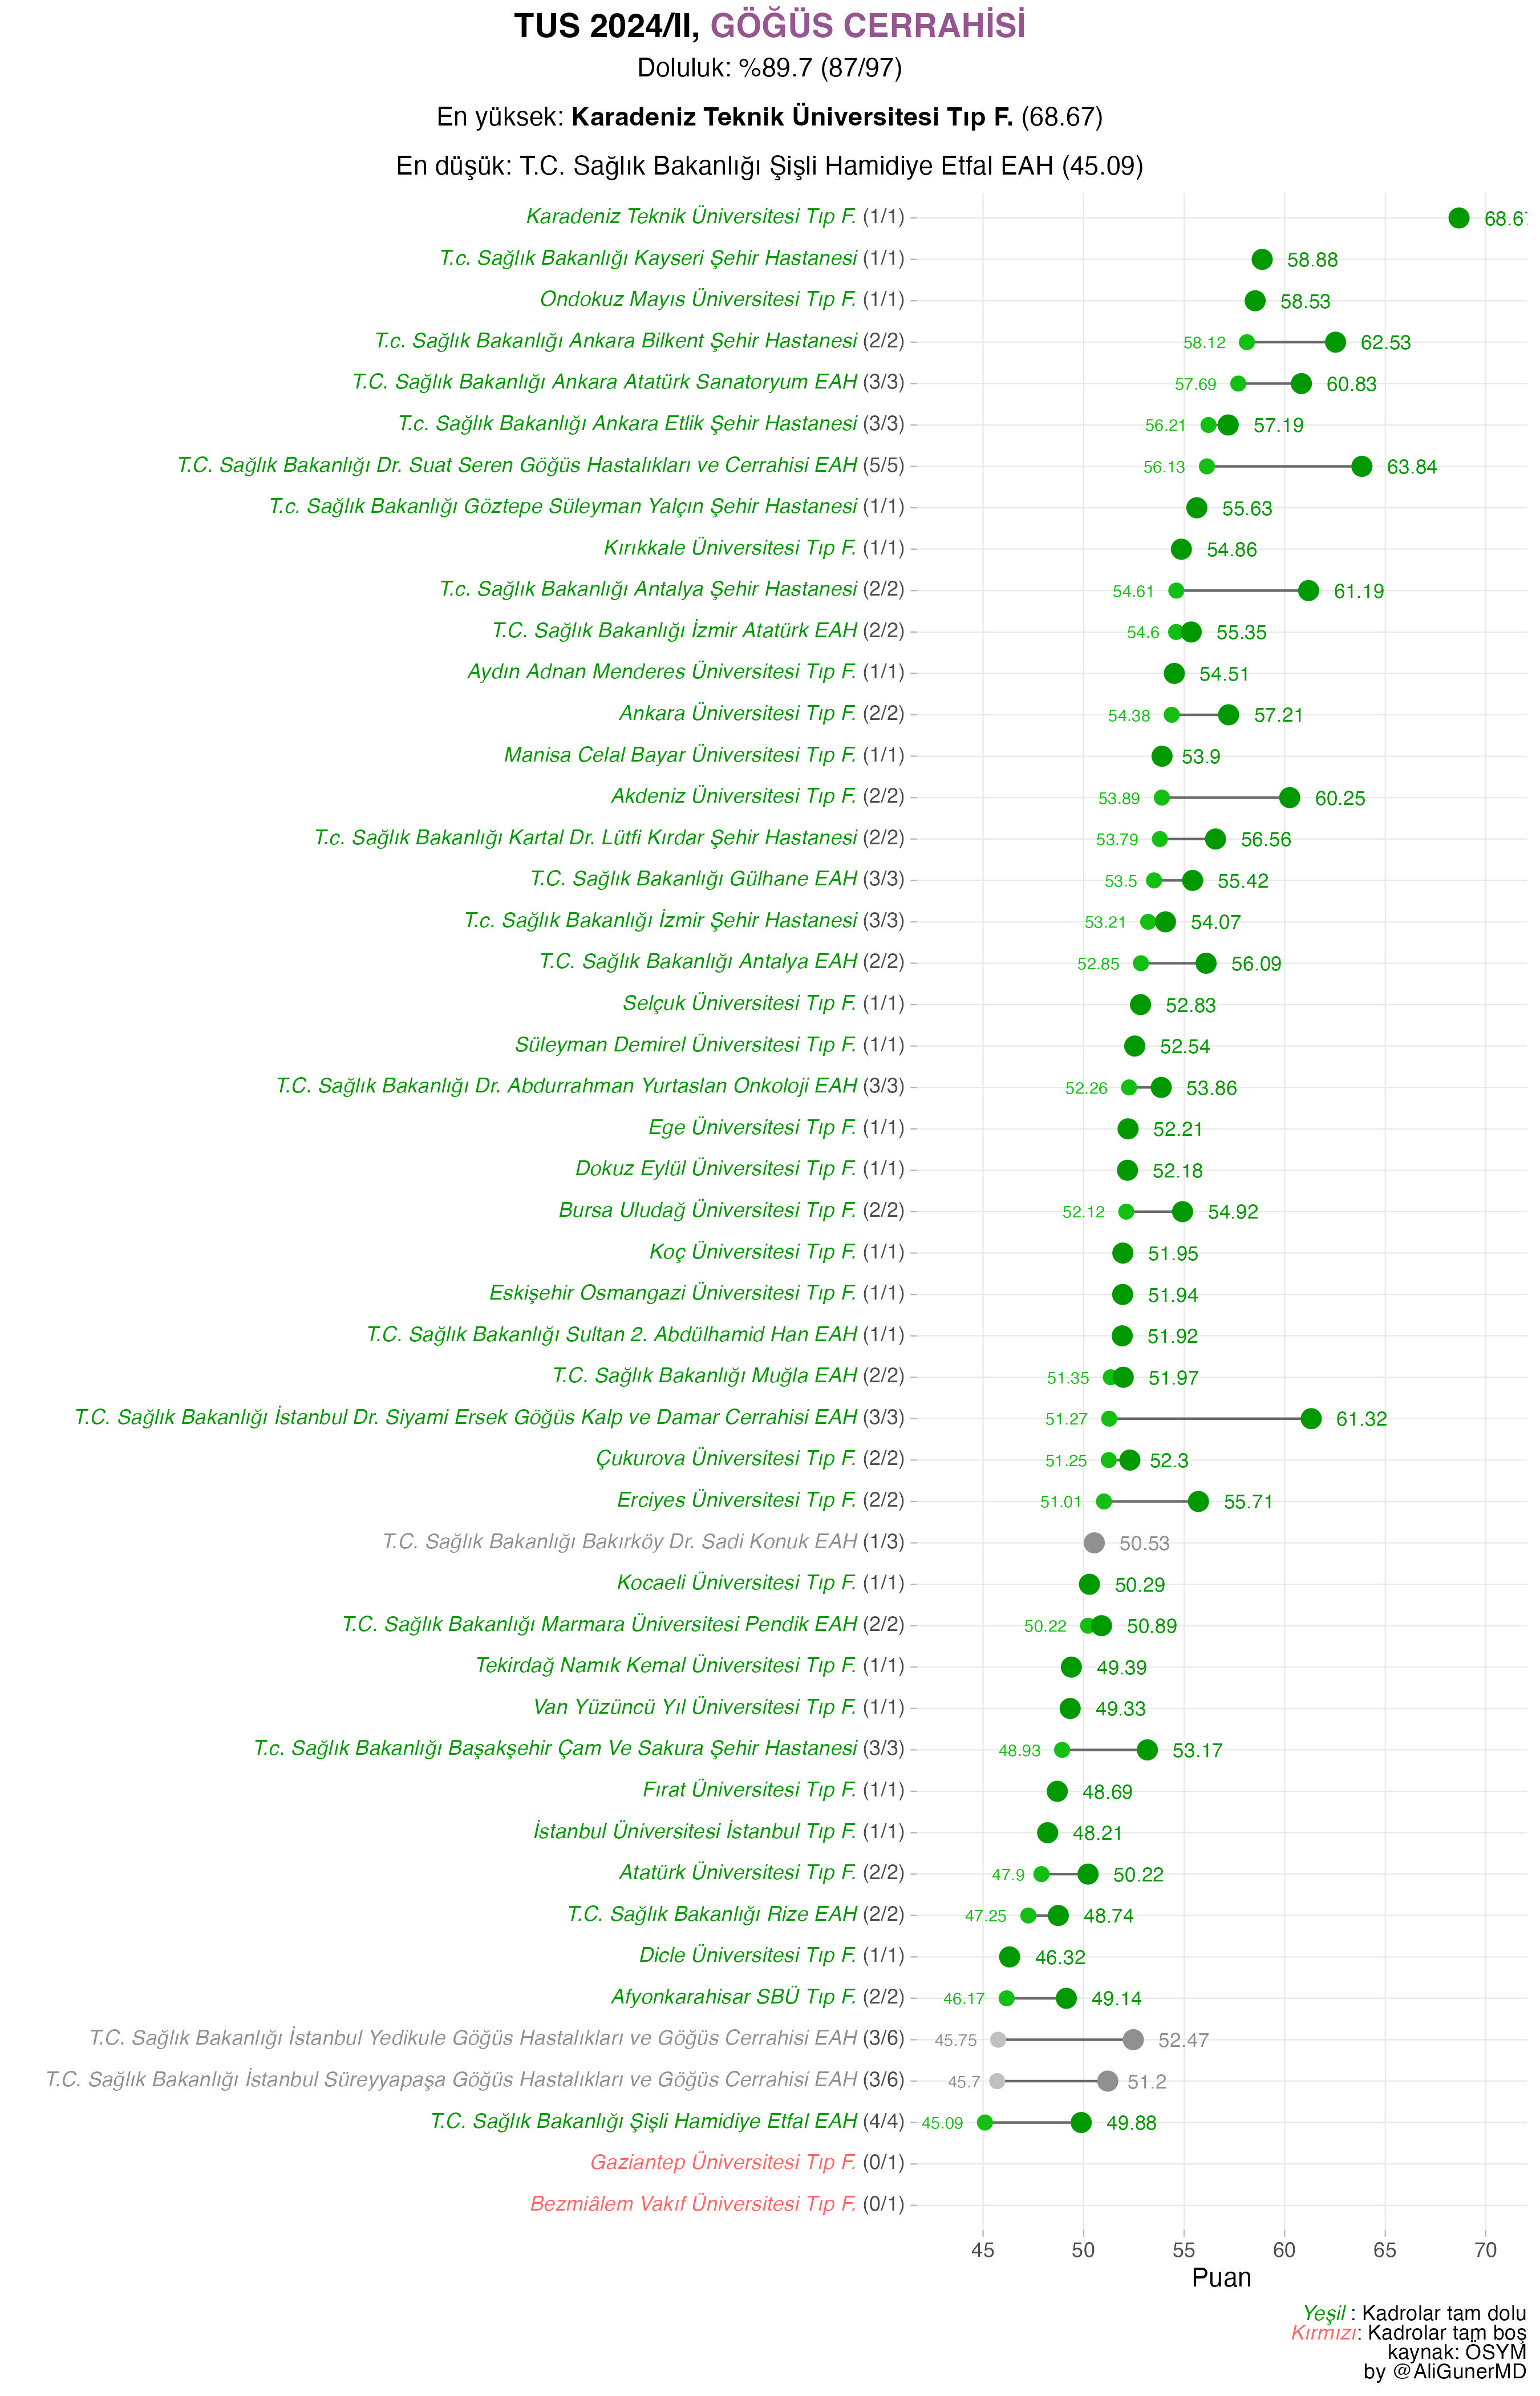 TUS 2024/II, GÖĞÜS CERRAHİSİ
Doluluk: %89.7 (87/97)
En yüksek: Karadeniz Teknik Üniversitesi Tıp F. (68.67)
En düşük: T.C. Sağlık Bakanlığı Şişli Hamidiye Etfal EAH (45.09)
Karadeniz Teknik Üniversitesi Tıp F. (1/1) 68.67
T.c. Sağlık Bakanlığı Kayseri Şehir Hastanesi (1/1) 58.88
Ondokuz Mayıs Üniversitesi Tıp F. (1/1) 58.53
T.c. Sağlık Bakanlığı Ankara Bilkent Şehir Hastanesi (2/2) 58.12 62.53
T.C. Sağlık Bakanlığı Ankara Atatürk Sanatoryum EAH (3/3) 57.69 60.83
T.c. Sağlık Bakanlığı Ankara Etlik Şehir Hastanesi (3/3) 56.21 57.19
T.C. Sağlık Bakanlığı Dr. Suat Seren Göğüs Hastalıkları ve Cerrahisi EAH (5/5) 56.13 63.84
T.c. Sağlık Bakanlığı Göztepe Süleyman Yalçın Şehir Hastanesi (1/1) 55.63
Kırıkkale Üniversitesi Tıp F. (1/1) 54.86
T.c. Sağlık Bakanlığı Antalya Şehir Hastanesi (2/2) 54.61 61.19
T.C. Sağlık Bakanlığı İzmir Atatürk EAH (2/2) 54.6 55.35
Aydın Adnan Menderes Üniversitesi Tıp F. (1/1) 54.51
Ankara Üniversitesi Tıp F. (2/2) 54.38 57.21
Manisa Celal Bayar Üniversitesi Tıp F. (1/1) 53.9
Akdeniz Üniversitesi Tıp F. (2/2) 53.89 60.25
T.c. Sağlık Bakanlığı Kartal Dr. Lütfi Kırdar Şehir Hastanesi (2/2) 53.79 56.56
T.C. Sağlık Bakanlığı Gülhane EAH (3/3) 53.5 55.42
T.c. Sağlık Bakanlığı İzmir Şehir Hastanesi (3/3) 53.21 54.07
T.C. Sağlık Bakanlığı Antalya EAH (2/2) 52.85 56.09
Selçuk Üniversitesi Tıp F. (1/1) 52.83
Süleyman Demirel Üniversitesi Tıp F. (1/1) 52.54
T.C. Sağlık Bakanlığı Dr. Abdurrahman Yurtaslan Onkoloji EAH (3/3) 52.26 53.86
Ege Üniversitesi Tıp F. (1/1) 52.21
Dokuz Eylül Üniversitesi Tıp F. (1/1) 52.18
Bursa Uludağ Üniversitesi Tıp F. (2/2) 52.12 54.92
Koç Üniversitesi Tıp F. (1/1) 51.95
Eskişehir Osmangazi Üniversitesi Tıp F. (1/1) 51.94
T.C. Sağlık Bakanlığı Sultan 2. Abdülhamid Han EAH (1/1) 51.92
T.C. Sağlık Bakanlığı Muğla EAH (2/2) 51.35 51.97
T.C. Sağlık Bakanlığı İstanbul Dr. Siyami Ersek Göğüs Kalp ve Damar Cerrahisi EAH (3/3) 51.27 61.32
Çukurova Üniversitesi Tıp F. (2/2) 51.25 52.3
Erciyes Üniversitesi Tıp F. (2/2) 51.01 55.71
T.C. Sağlık Bakanlığı Bakırköy Dr. Sadi Konuk EAH (1/3) 50.53
Kocaeli Üniversitesi Tıp F. (1/1) 50.29
T.C. Sağlık Bakanlığı Marmara Üniversitesi Pendik EAH (2/2) 50.22 50.89
Tekirdağ Namık Kemal Üniversitesi Tıp F. (1/1) 49.39
Van Yüzüncü Yıl Üniversitesi Tıp F. (1/1) 49.33
T.c. Sağlık Bakanlığı Başakşehir Çam Ve Sakura Şehir Hastanesi (3/3) 48.93 53.17
Fırat Üniversitesi Tıp F. (1/1) 48.69
İstanbul Üniversitesi İstanbul Tıp F. (1/1) 48.21
Atatürk Üniversitesi Tıp F. (2/2) 47.9 50.22
T.C. Sağlık Bakanlığı Rize EAH (2/2) 47.25 48.74
Dicle Üniversitesi Tıp F. (1/1) 46.32
Afyonkarahisar SBÜ Tıp F. (2/2) 46.17 49.14
T.C. Sağlık Bakanlığı İstanbul Yedikule Göğüs Hastalıkları ve Göğüs Cerrahisi EAH (3/6) 45.75 52.47
T.C. Sağlık Bakanlığı İstanbul Süreyyapaşa Göğüs Hastalıkları ve Göğüs Cerrahisi EAH (3/6) 45.7 51.2
T.C. Sağlık Bakanlığı Şişli Hamidiye Etfal EAH (4/4) 45.09 49.88
Gaziantep Üniversitesi Tıp F. (0/1)
Bezmiâlem Vakıf Üniversitesi Tıp F. (0/1)
45 50 55 60 65 70
Puan
Yeşil : Kadrolar tam dolu
Kırmızı: Kadrolar tam boş
kaynak: ÖSYM
by @AliGunerMD